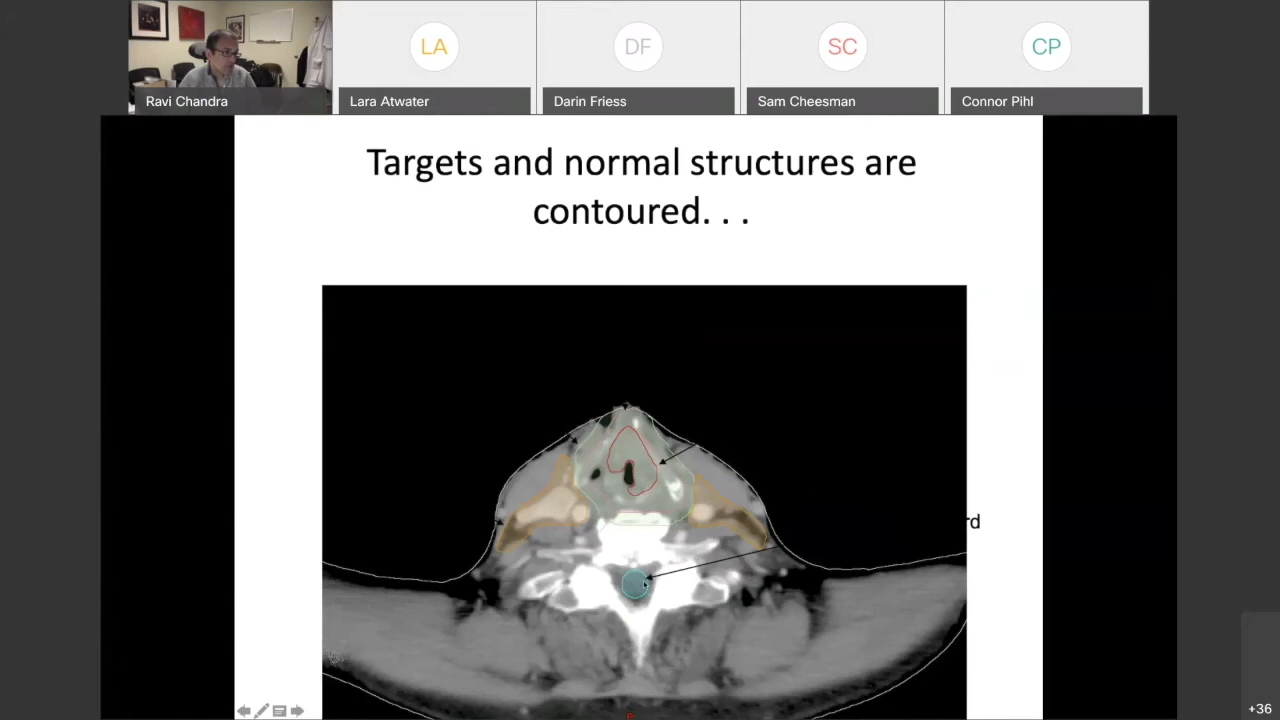 LA
DF
SC
CP
Ravi Chandra
Lara Atwater
Darin Friess
Sam Cheesman
Connor Pihl
Targets and normal structures are
contoured. . .
rd
+36